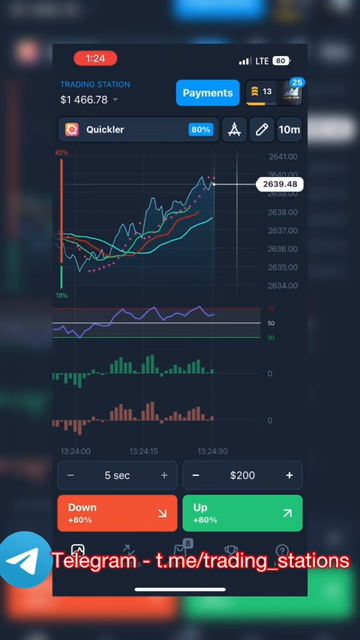 1:24
LTE 80
TRADING STATION
$1 466.78
Payments
13
25
Quickler
80%
10m
82%
2641.00
2640.00
2639.48
2638.00
2637.00
2636.00
2635.00
2634.00
18%
70
50
30
0
0
13:24:00
13:24:15
13:24:30
− 5 sec +
− $200 +
Down
+80%
Up
+80%
8
?
Telegram - t.me/trading_stations